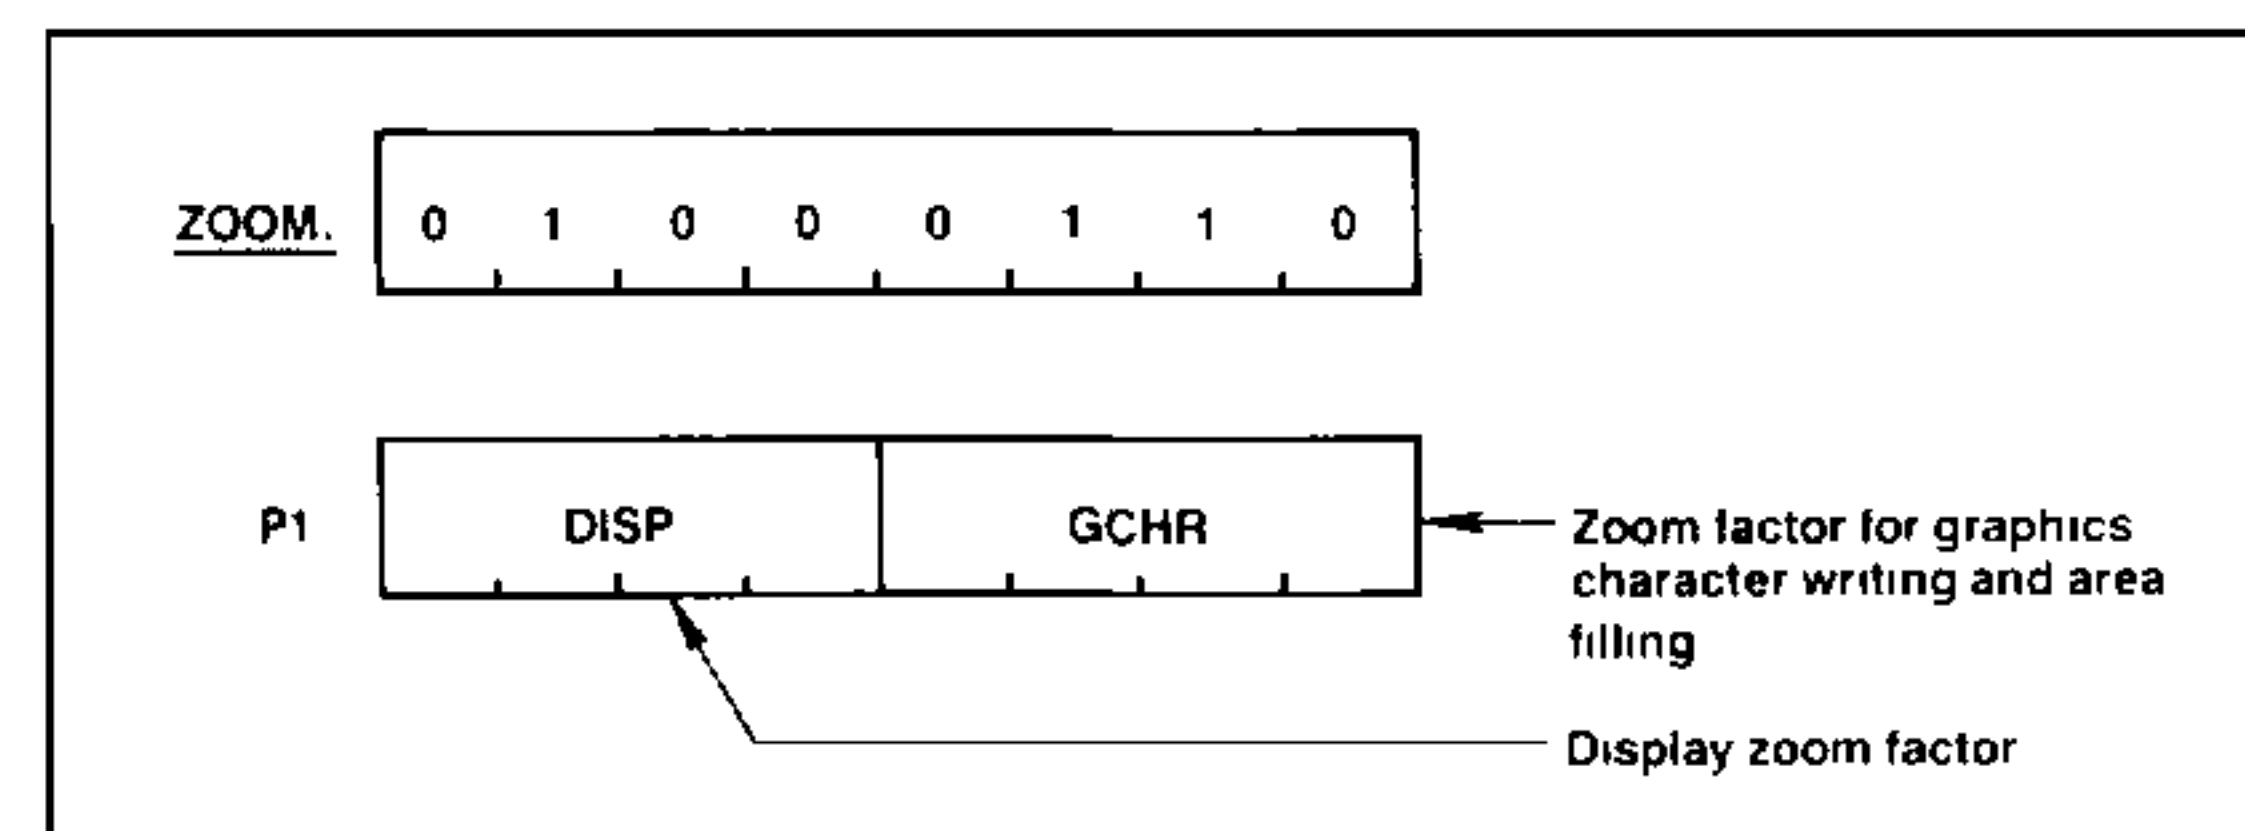 ZOOM. 0 1 0 0 0 1 1 0
P1 DISP GCHR Zoom factor for graphics
character writing and area
filling
Display zoom factor